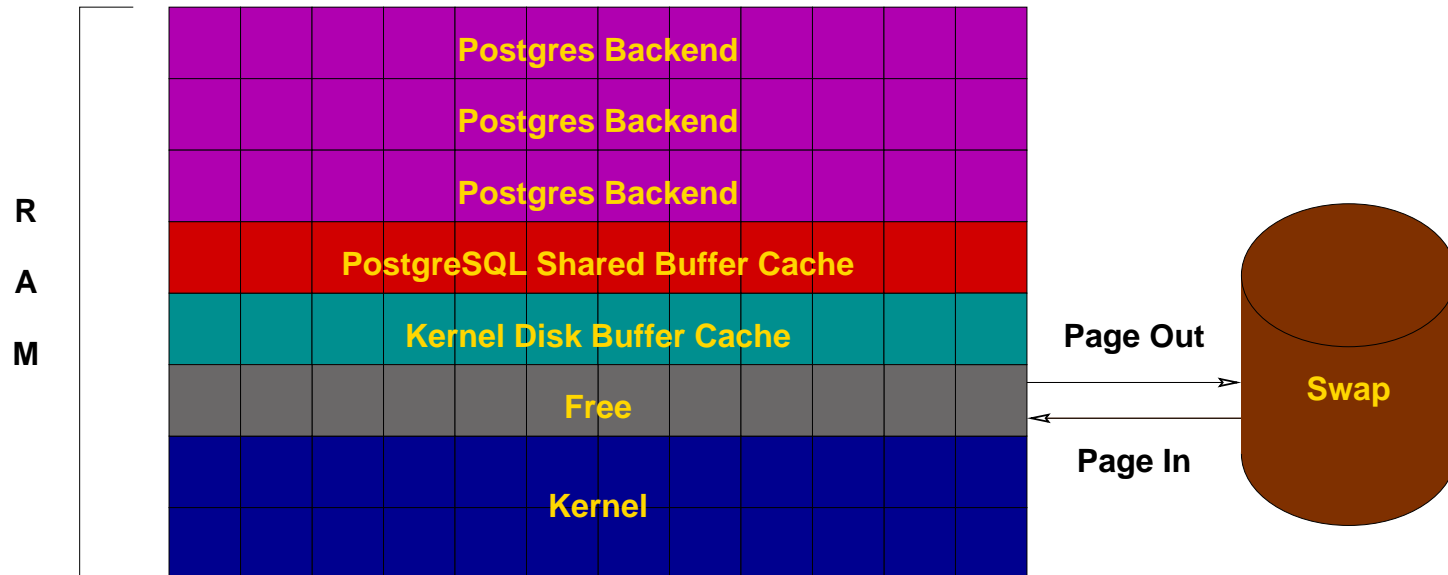 Postgres Backend
Postgres Backend
Postgres Backend
R
A
M
PostgreSQL Shared Buffer Cache
Kernel Disk Buffer Cache
Free
Kernel
Page Out
Page In
Swap